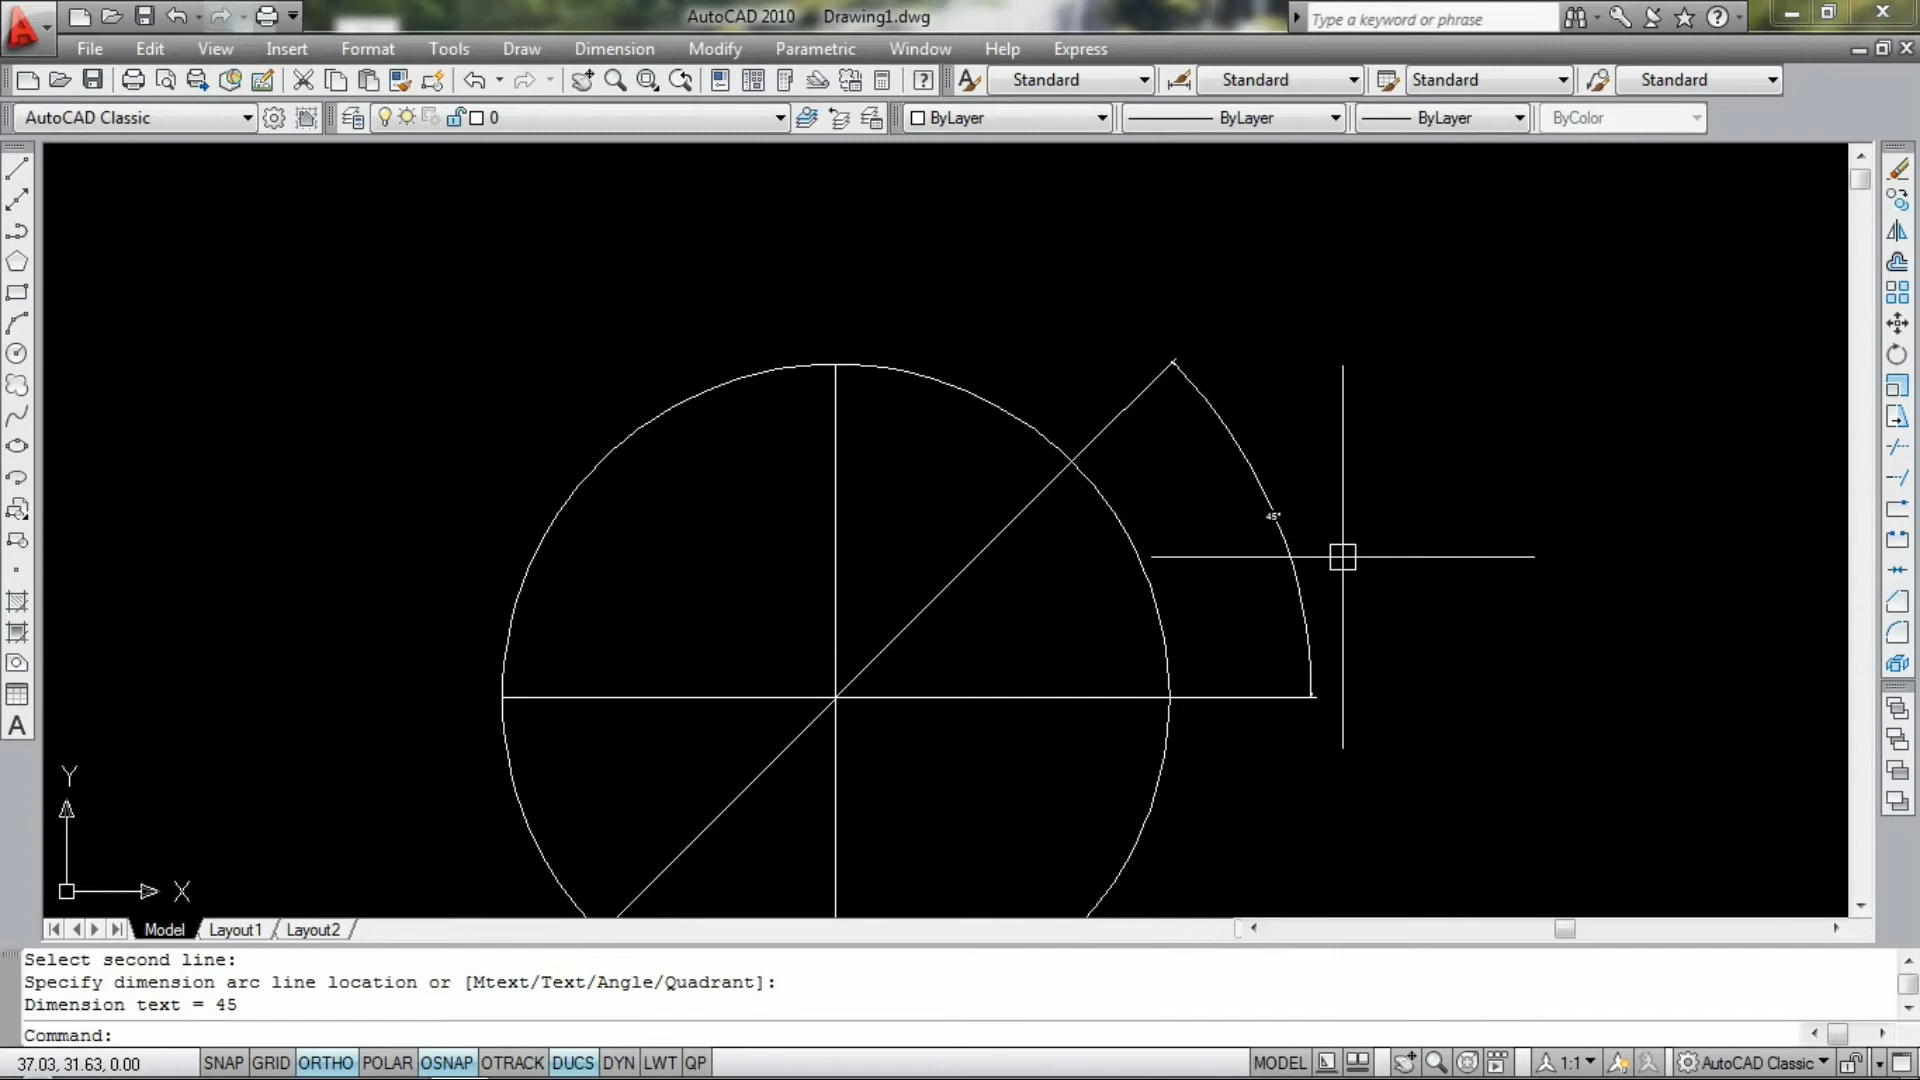 AutoCAD 2010 Drawing1.dwg
Type a keyword or phrase
File Edit View Insert Format Tools Draw Dimension Modify Parametric Window Help Express
Standard Standard Standard Standard
AutoCAD Classic 0 ByLayer ByLayer ByLayer ByColor
45°
Y
X
Model Layout1 Layout2
Select second line:
Specify dimension arc line location or [Mtext/Text/Angle/Quadrant]:
Dimension text = 45
Command:
37.03, 31.63, 0.00 SNAP GRID ORTHO POLAR OSNAP OTRACK DUCS DYN LWT QP MODEL 1:1 AutoCAD Classic